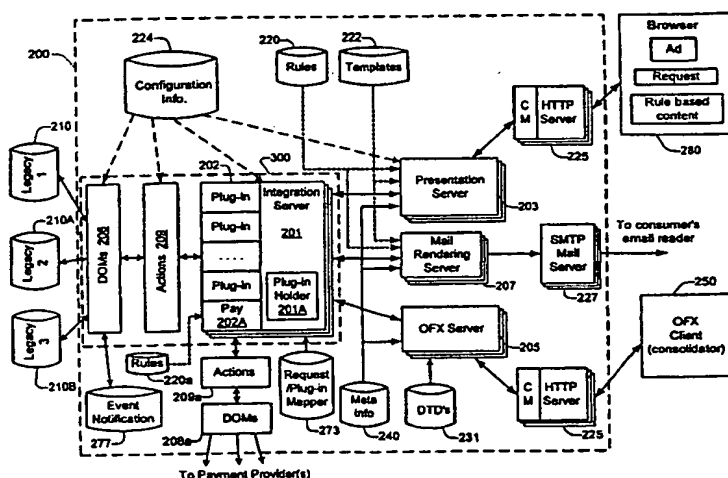 200
224
Configuration
Info.
220
Rules
222
Templates
Browser
Ad
Request
Rule based
content
280
C
M
HTTP
Server
225
210
Legacy
1
210A
Legacy
2
Legacy
3
210B
DOMs 208
Actions 209
202
300
Plug-in
Plug-in
.....
Plug-in
Pay
202A
Integration
Server
201
Plug-in
Holder
201A
Presentation
Server
203
Mail
Rendering
Server
207
SMTP
Mail
Server
227
To consumer's
email reader
250
OFX
Client
(consolidator)
OFX Server
205
Rules
220a
Actions
209a
DOMs
208a
Event
Notification
277
Request
/Plug-in
Mapper
273
Meta
Info
240
DTD's
231
C
M
HTTP
Server
225
To Payment Provider(s)